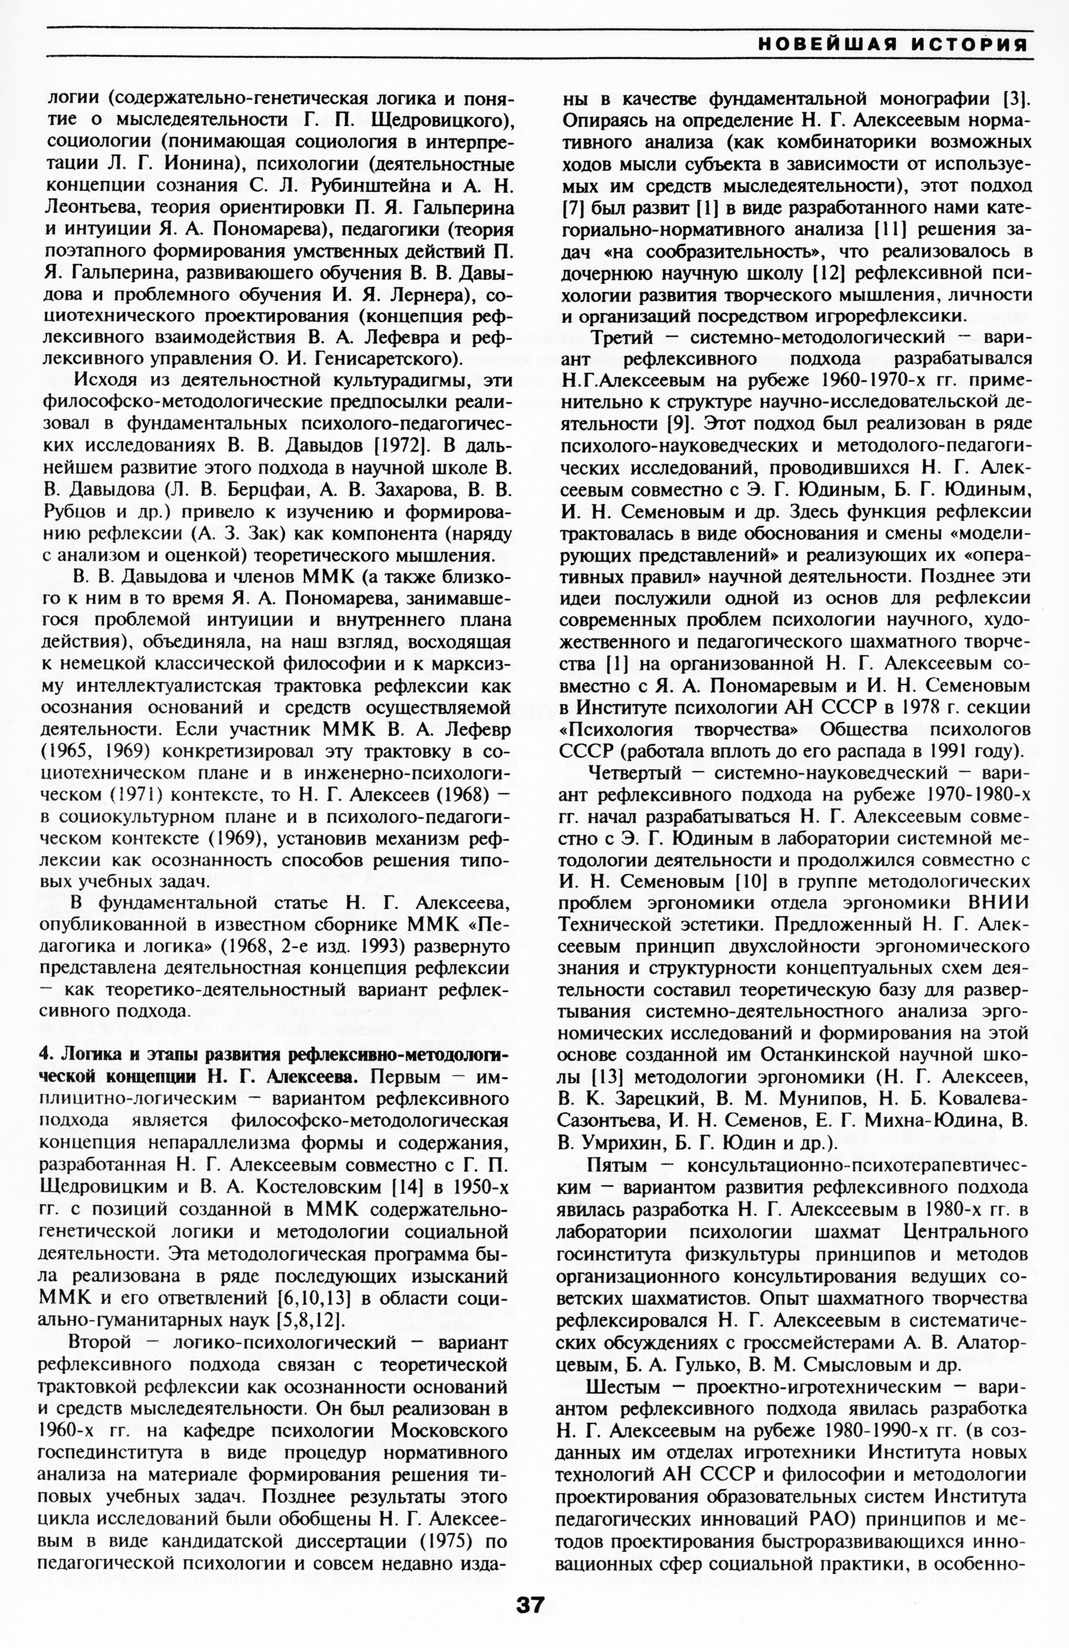 НОВЕЙШАЯ ИСТОРИЯ
логии (содержательно-генетическая логика и поня-
тие о мыследеятельности Г. П. Щедровицкого),
социологии (понимающая социология в интерпре-
тации Л. Г. Ионина), психологии (деятельностные
концепции сознания С. Л. Рубинштейна и А. Н.
Леонтьева, теория ориентировки П. Я. Гальперина
и интуиции Я. А. Пономарева), педагогики (теория
поэтапного формирования умственных действий П.
Я. Гальперина, развивающего обучения В. В. Давы-
дова и проблемного обучения И. Я. Лернера), со-
циотехнического проектирования (концепция реф-
лексивного взаимодействия В. А. Лефевра и реф-
лексивного управления О. И. Генисаретского).
Исходя из деятельностной культурадигмы, эти
философско-методологические предпосылки реали-
зовал в фундаментальных психолого-педагогичес-
ких исследованиях В. В. Давыдов [1972]. В даль-
нейшем развитие этого подхода в научной школе В.
В. Давыдова (Л. В. Берцфаи, А. В. Захарова, В. В.
Рубцов и др.) привело к изучению и формирова-
нию рефлексии (А. З. Зак) как компонента (наряду
с анализом и оценкой) теоретического мышления.
В. В. Давыдова и членов ММК (а также близко-
го к ним в то время Я. А. Пономарева, занимавше-
гося проблемой интуиции и внутреннего плана
действия), объединяла, на наш взгляд, восходящая
к немецкой классической философии и к марксиз-
му интеллектуалистская трактовка рефлексии как
осознания оснований и средств осуществляемой
деятельности. Если участник ММК В. А. Лефевр
(1965, 1969) конкретизировал эту трактовку в со-
циотехническом плане и в инженерно-психологи-
ческом (1971) контексте, то Н. Г. Алексеев (1968) —
в социокультурном плане и в психолого-педагоги-
ческом контексте (1969), установив механизм реф-
лексии как осознанность способов решения типо-
вых учебных задач.
В фундаментальной статье Н. Г. Алексеева,
опубликованной в известном сборнике ММК «Пе-
дагогика и логика» (1968, 2-е изд. 1993) развернуто
представлена деятельностная концепция рефлексии
— как теоретико-деятельностный вариант рефлек-
сивного подхода.
4. Логика и этапы развития рефлексивно-методологи-
ческой концепции Н. Г. Алексеева. Первым — им-
плицитно-логическим — вариантом рефлексивного
подхода является философско-методологическая
концепция непараллелизма формы и содержания,
разработанная Н. Г. Алексеевым совместно с Г. П.
Щедровицким и В. А. Костеловским [14] в 1950-х
гг. с позиций созданной в ММК содержательно-
генетической логики и методологии социальной
деятельности. Эта методологическая программа бы-
ла реализована в ряде последующих изысканий
ММК и его ответвлений [6,10,13] в области соци-
ально-гуманитарных наук [5,8,12].
Второй — логико-психологический — вариант
рефлексивного подхода связан с теоретической
трактовкой рефлексии как осознанности оснований
и средств мыследеятельности. Он был реализован в
1960-х гг. на кафедре психологии Московского
госпединститута в виде процедур нормативного
анализа на материале формирования решения ти-
повых учебных задач. Позднее результаты этого
цикла исследований были обобщены Н. Г. Алексее-
вым в виде кандидатской диссертации (1975) по
педагогической психологии и совсем недавно изда-
ны в качестве фундаментальной монографии [3].
Опираясь на определение Н. Г. Алексеевым норма-
тивного анализа (как комбинаторики возможных
ходов мысли субъекта в зависимости от используе-
мых им средств мыследеятельности), этот подход
[7] был развит [1] в виде разработанного нами кате-
гориально-нормативного анализа [11] решения за-
дач «на сообразительность», что реализовалось в
дочернюю научную школу [12] рефлексивной пси-
хологии развития творческого мышления, личности
и организаций посредством игрорефлексики.
Третий — системно-методологический — вари-
ант рефлексивного подхода разрабатывался
Н.Г.Алексеевым на рубеже 1960-1970-х гг. приме-
нительно к структуре научно-исследовательской де-
ятельности [9]. Этот подход был реализован в ряде
психолого-науковедческих и методолого-педагоги-
ческих исследований, проводившихся Н. Г. Алек-
сеевым совместно с Э. Г. Юдиным, Б. Г. Юдиным,
И. Н. Семеновым и др. Здесь функция рефлексии
трактовалась в виде обоснования и смены «модели-
рующих представлений» и реализующих их «опера-
тивных правил» научной деятельности. Позднее эти
идеи послужили одной из основ для рефлексии
современных проблем психологии научного, худо-
жественного и педагогического шахматного творче-
ства [1] на организованной Н. Г. Алексеевым со-
вместно с Я. А. Пономаревым и И. Н. Семеновым
в Институте психологии АН СССР в 1978 г. секции
«Психология творчества» Общества психологов
СССР (работала вплоть до его распада в 1991 году).
Четвертый — системно-науковедческий — вари-
ант рефлексивного подхода на рубеже 1970-1980-х
гг. начал разрабатываться Н. Г. Алексеевым совме-
стно с Э. Г. Юдиным в лаборатории системной ме-
тодологии деятельности и продолжился совместно с
И. Н. Семеновым [10] в группе методологических
проблем эргономики отдела эргономики ВНИИ
Технической эстетики. Предложенный Н. Г. Алек-
сеевым принцип двухслойности эргономического
знания и структурности концептуальных схем дея-
тельности составил теоретическую базу для развер-
тывания системно-деятельностного анализа эрго-
номических исследований и формирования на этой
основе созданной им Останкинской научной шко-
лы [13] методологии эргономики (Н. Г. Алексеев,
В. К. Зарецкий, В. М. Мунипов, Н. Б. Ковалева-
Сазонтьева, И. Н. Семенов, Е. Г. Михна-Юдина, В.
В. Умрихин, Б. Г. Юдин и др.).
Пятым — консультационно-психотерапевтичес-
ким — вариантом развития рефлексивного подхода
явилась разработка Н. Г. Алексеевым в 1980-х гг. в
лаборатории психологии шахмат Центрального
госинститута физкультуры принципов и методов
организационного консультирования ведущих со-
ветских шахматистов. Опыт шахматного творчества
рефлексировался Н. Г. Алексеевым в систематиче-
ских обсуждениях с гроссмейстерами А. В. Алатор-
цевым, Б. А. Гулько, В. М. Смысловым и др.
Шестым — проектно-игротехническим — вари-
антом рефлексивного подхода явилась разработка
Н. Г. Алексеевым на рубеже 1980-1990-х гг. (в соз-
данных им отделах игротехники Института новых
технологий АН СССР и философии и методологии
проектирования образовательных систем Института
педагогических инноваций РАО) принципов и ме-
тодов проектирования быстроразвивающихся инно-
вационных сфер социальной практики, в особенно-
37